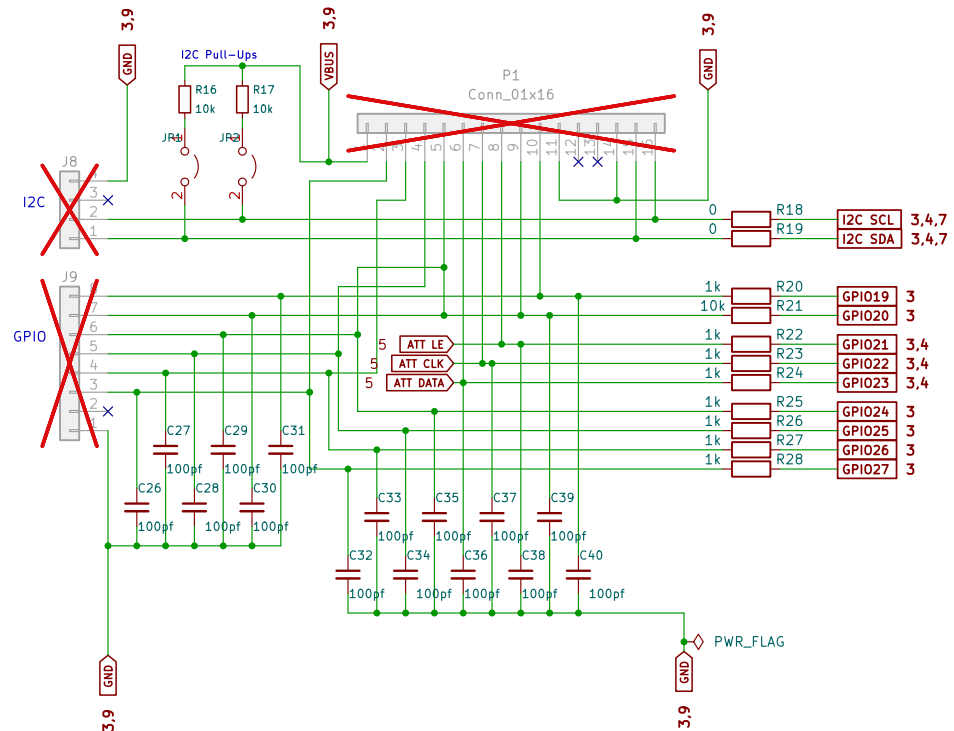 3,9
3,9
3,9
GND
VBUS
GND
I2C Pull-Ups
P1
Conn_01x16
R16
10k
R17
10k
JP1
JP2
2
2
5
6
7
8
9
10
11
12
13
15
J8
I2C
3
2
1
0
R18
I2C SCL
3,4,7
0
R19
I2C SDA
3,4,7
J9
GPIO
7
6
5
4
3
2
1
1k
R20
GPIO19
3
10k
R21
GPIO20
3
5
ATT LE
1k
R22
GPIO21
3,4
5
ATT CLK
1k
R23
GPIO22
3,4
5
ATT DATA
1k
R24
GPIO23
3,4
1k
R25
GPIO24
3
1k
R26
GPIO25
3
1k
R27
GPIO26
3
1k
R28
GPIO27
3
C27
100pf
C29
100pf
C31
100pf
C26
100pf
C28
100pf
C30
100pf
C33
100pf
C35
100pf
C37
100pf
C39
100pf
C32
100pf
C34
100pf
C36
100pf
C38
100pf
C40
100pf
PWR_FLAG
GND
3,9
GND
3,9